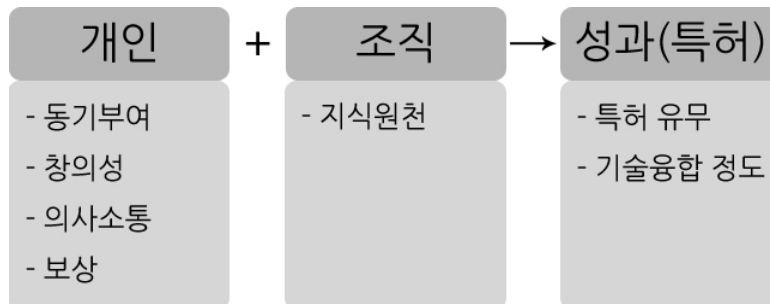 개인 + 조직 → 성과(특허)
- 동기부여
- 창의성
- 의사소통
- 보상
- 지식원천
- 특허 유무
- 기술융합 정도